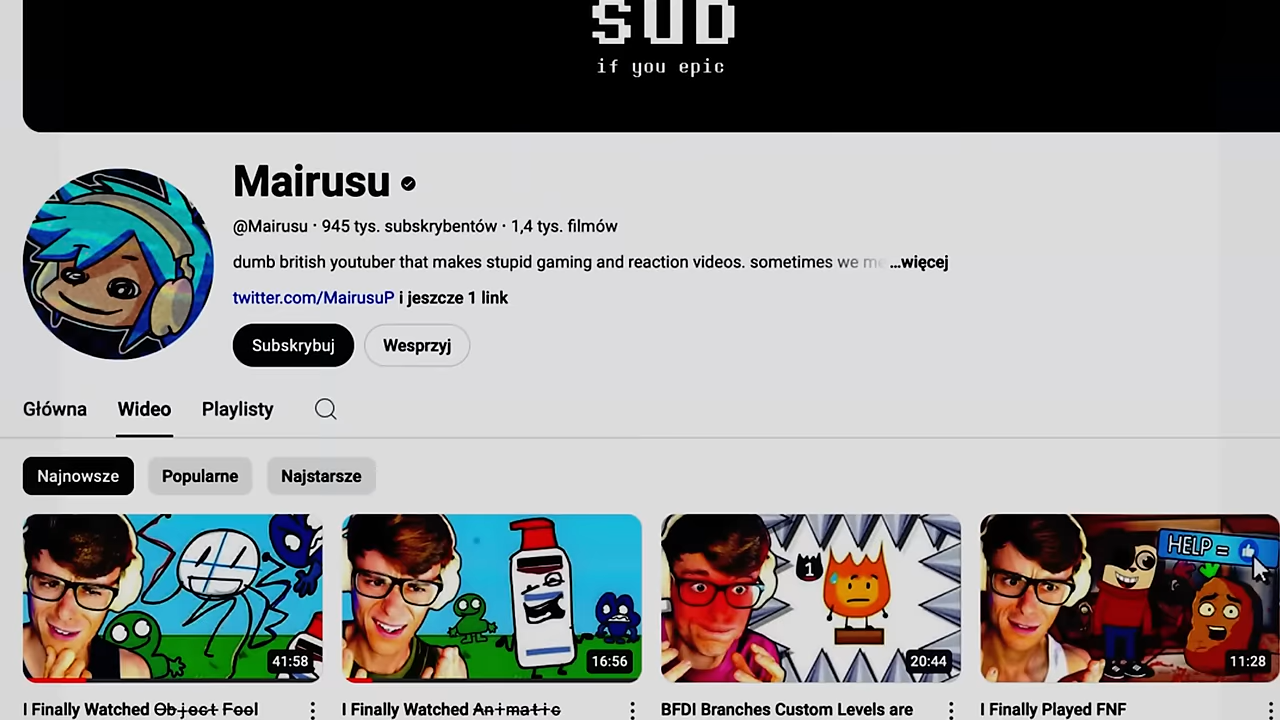 SUB
if you epic
Mairusu
@Mairusu · 945 tys. subskrybentów · 1,4 tys. filmów
dumb british youtuber that makes stupid gaming and reaction videos. sometimes we me ...więcej
twitter.com/MairusuP i jeszcze 1 link
Subskrybuj Wesprzyj
Główna Wideo Playlisty
Najnowsze Popularne Najstarsze
1
HELP =
41:58 16:56 20:44 11:28
I Finally Watched Object Fool I Finally Watched Animatic BFDI Branches Custom Levels are I Finally Played FNF